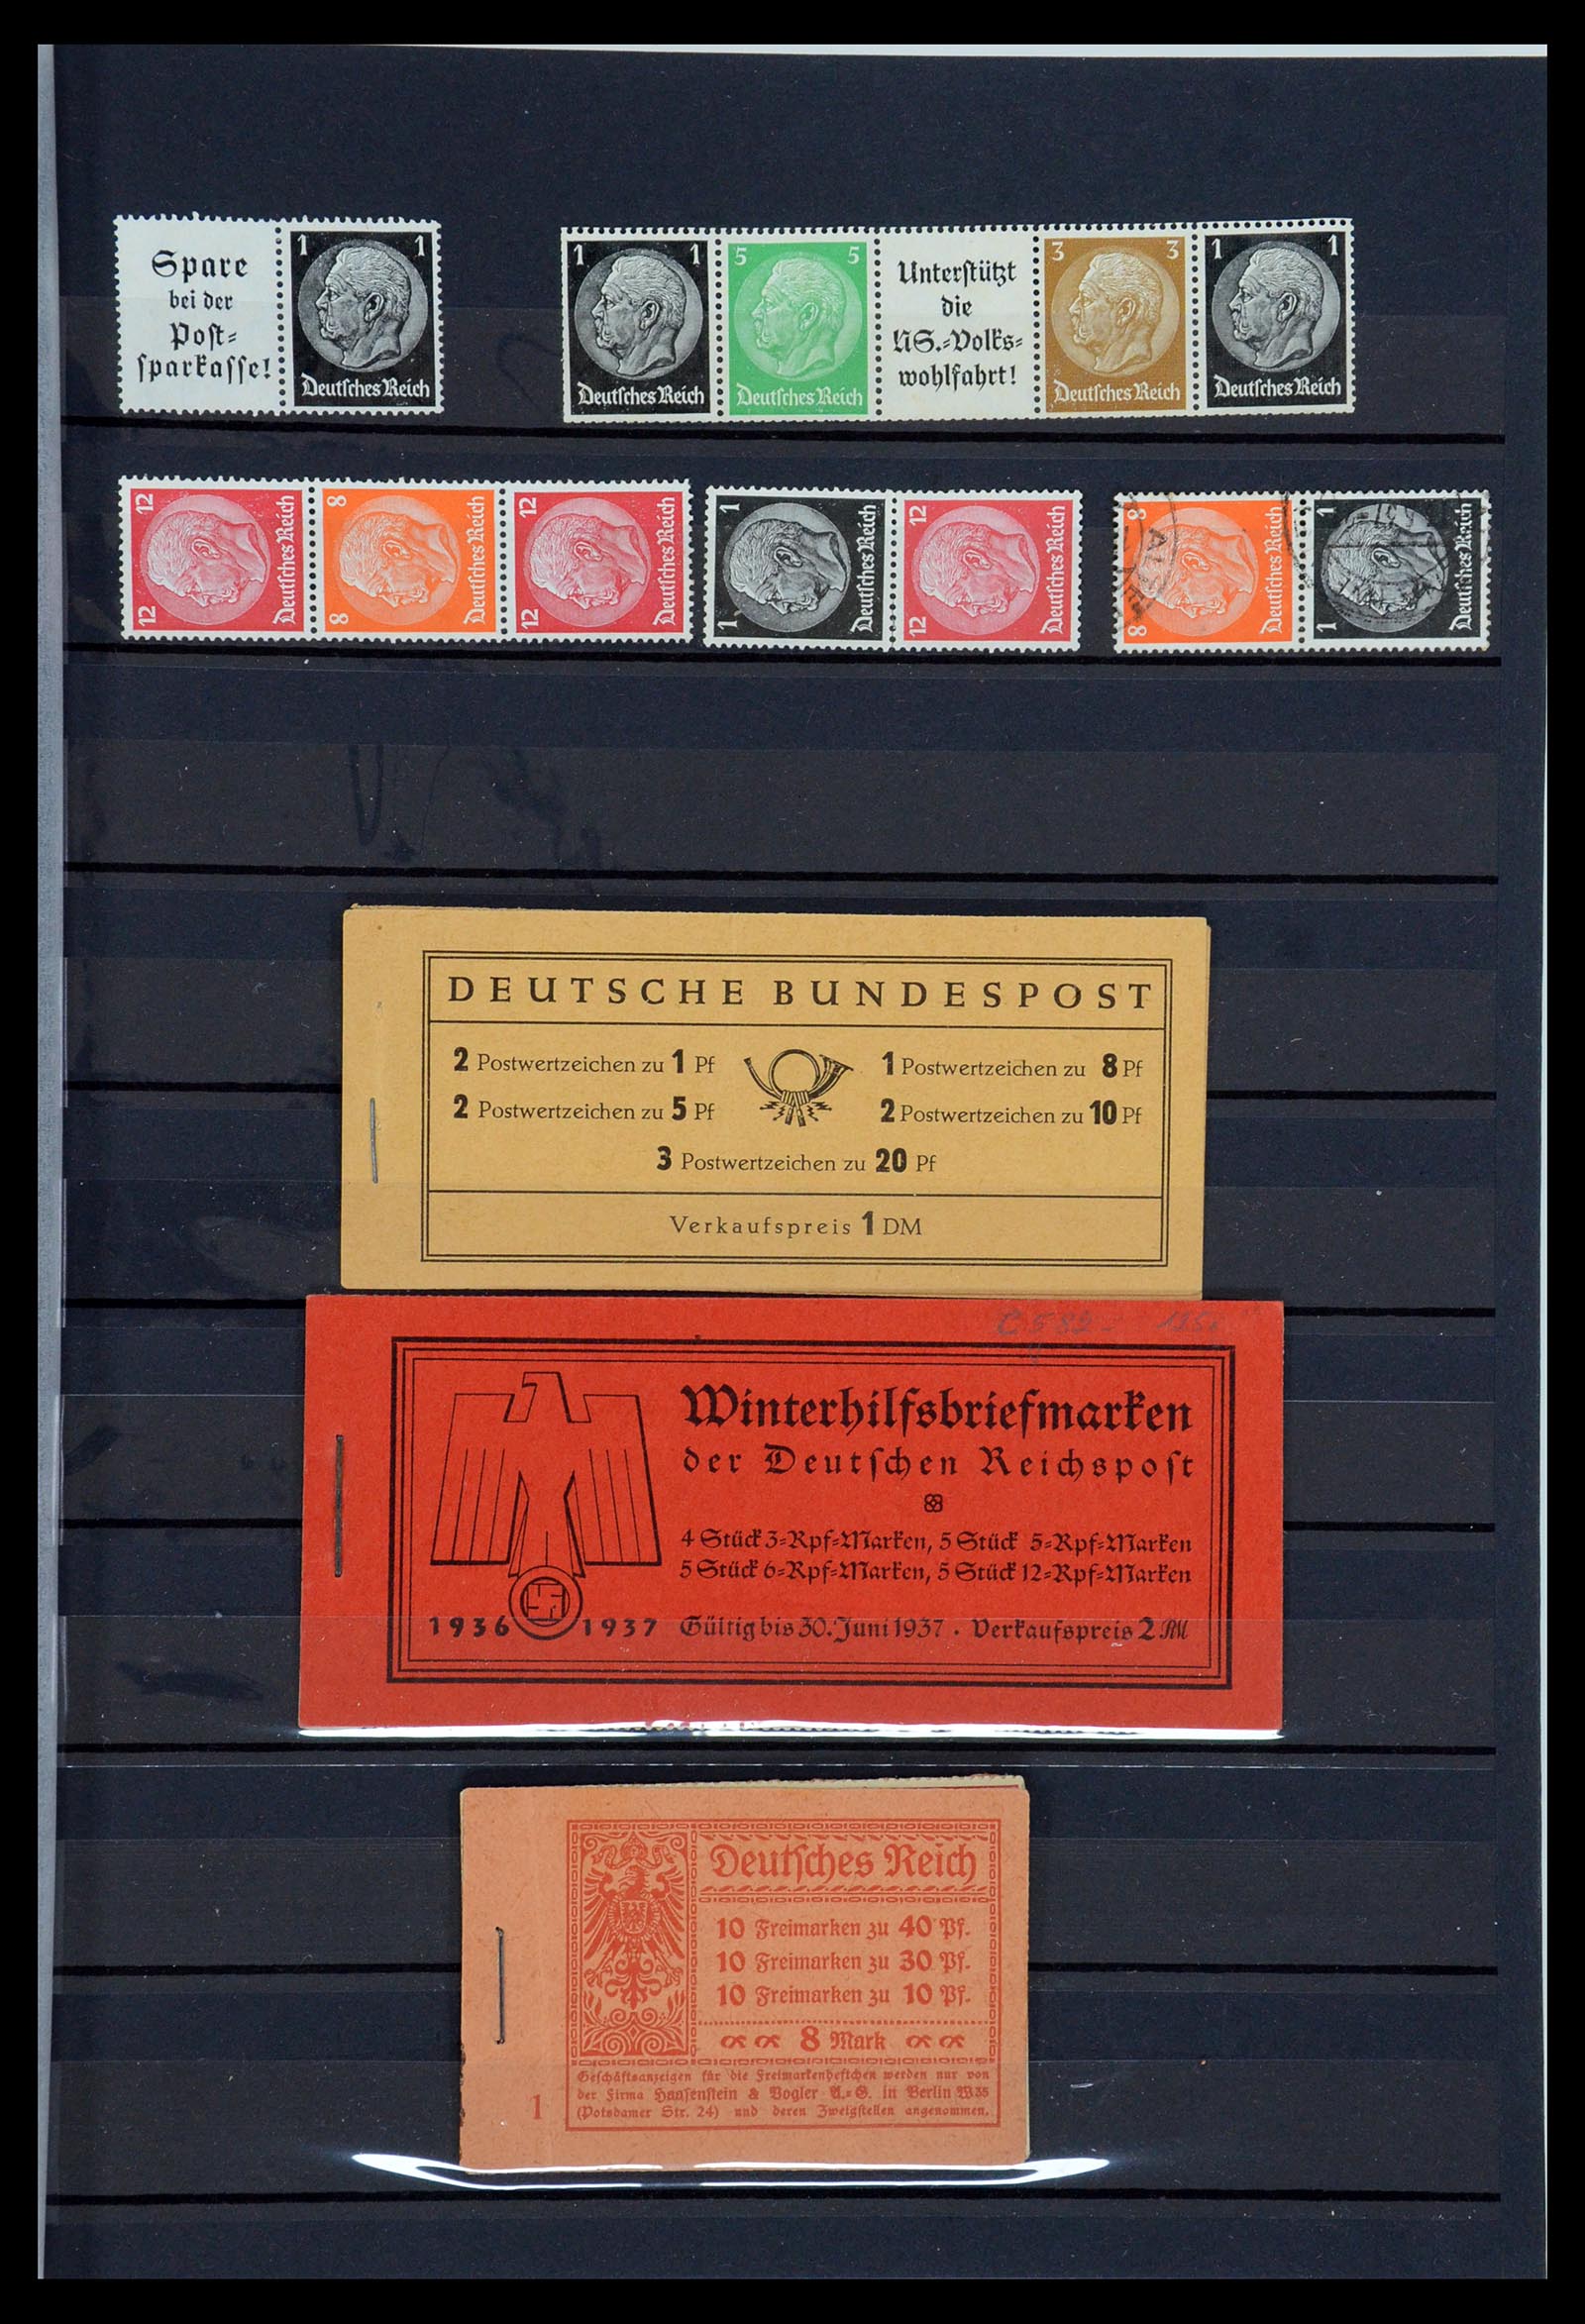 Spare
bei der
Post-
sparkasse!
1 1
Deutsches Reich
1 1
Deutsches Reich
5 5
Deutsches Reich
Unterstützt
die
NS.-Volks-
wohlfahrt!
3 3
Deutsches Reich
1 1
Deutsches Reich
12 12
Deutsches Reich
8 8
Deutsches Reich
12 12
Deutsches Reich
1 1
Deutsches Reich
12 12
Deutsches Reich
8 8
Deutsches Reich
1 1
Deutsches Reich
DEUTSCHE BUNDESPOST
2 Postwertzeichen zu 1 Pf
1 Postwertzeichen zu 8 Pf
2 Postwertzeichen zu 5 Pf
2 Postwertzeichen zu 10 Pf
3 Postwertzeichen zu 20 Pf
Verkaufspreis 1 DM
Winterhilfsbriefmarken
der Deutschen Reichspost
4 Stück 3-Rpf-Marken, 5 Stück 5-Rpf-Marken
5 Stück 6-Rpf-Marken, 5 Stück 12-Rpf-Marken
1936 1937 Gültig bis 30. Juni 1937 · Verkaufspreis 2 RM
Deutsches Reich
10 Freimarken zu 40 Pf.
10 Freimarken zu 30 Pf.
10 Freimarken zu 10 Pf.
8 Mark
Geschäftsanzeigen für die Freimarkenheftchen werden nur von
der Firma Haasenstein & Vogler A.-G. in Berlin W35
(Potsdamer Str. 24) und deren Zweigstellen angenommen.
1